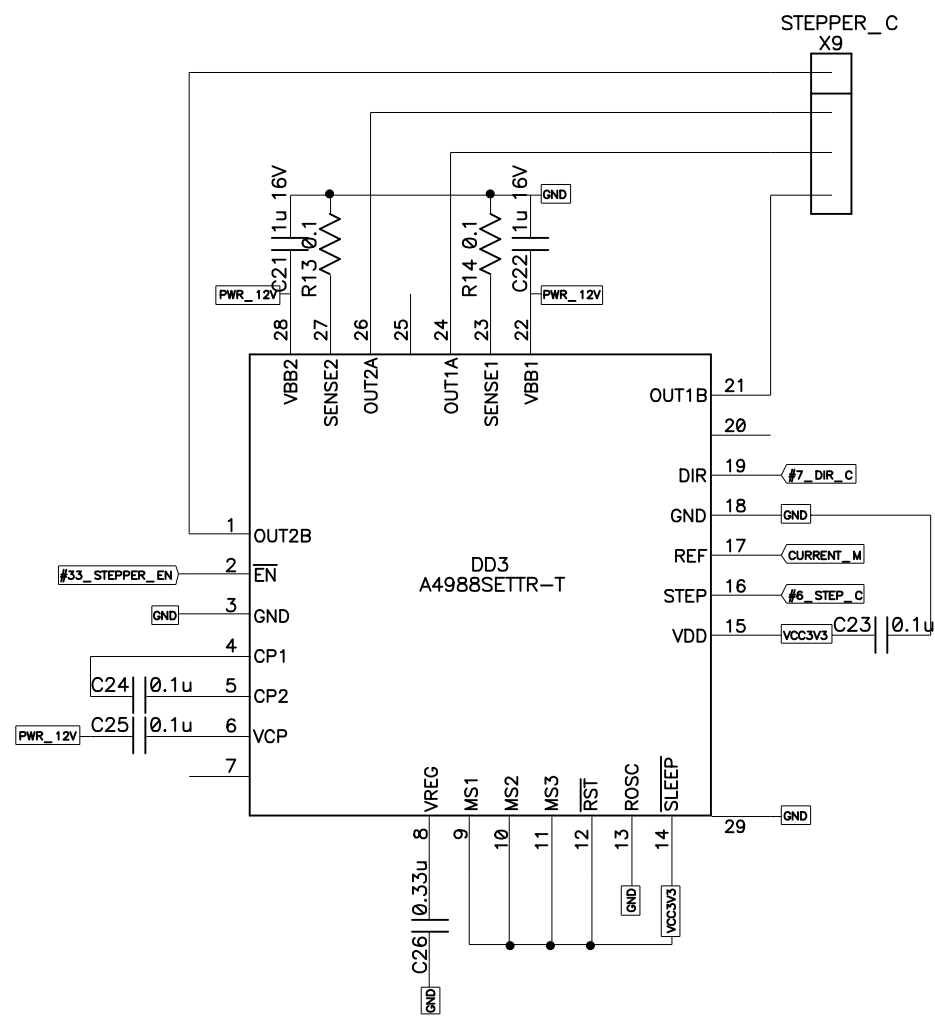 STEPPER_C
X9
1u 16V
C21
R13 0.1
R14 0.1
1u 16V
C22
GND
PWR_12V
PWR_12V
28
27
26
25
24
23
22
VBB2
SENSE2
OUT2A
OUT1A
SENSE1
VBB1
OUT1B
21
20
DIR
19
#7_DIR_C
GND
18
GND
REF
17
CURRENT_M
STEP
16
#6_STEP_C
VDD
15
VCC3V3
C23
0.1u
1
OUT2B
#33_STEPPER_EN
2
EN
GND
3
GND
4
CP1
C24
0.1u
5
CP2
PWR_12V
C25
0.1u
6
VCP
7
DD3
A4988SETTR-T
VREG
MS1
MS2
MS3
RST
ROSC
SLEEP
8
9
10
11
12
13
14
29
GND
0.33u
C26
GND
GND
VCC3V3